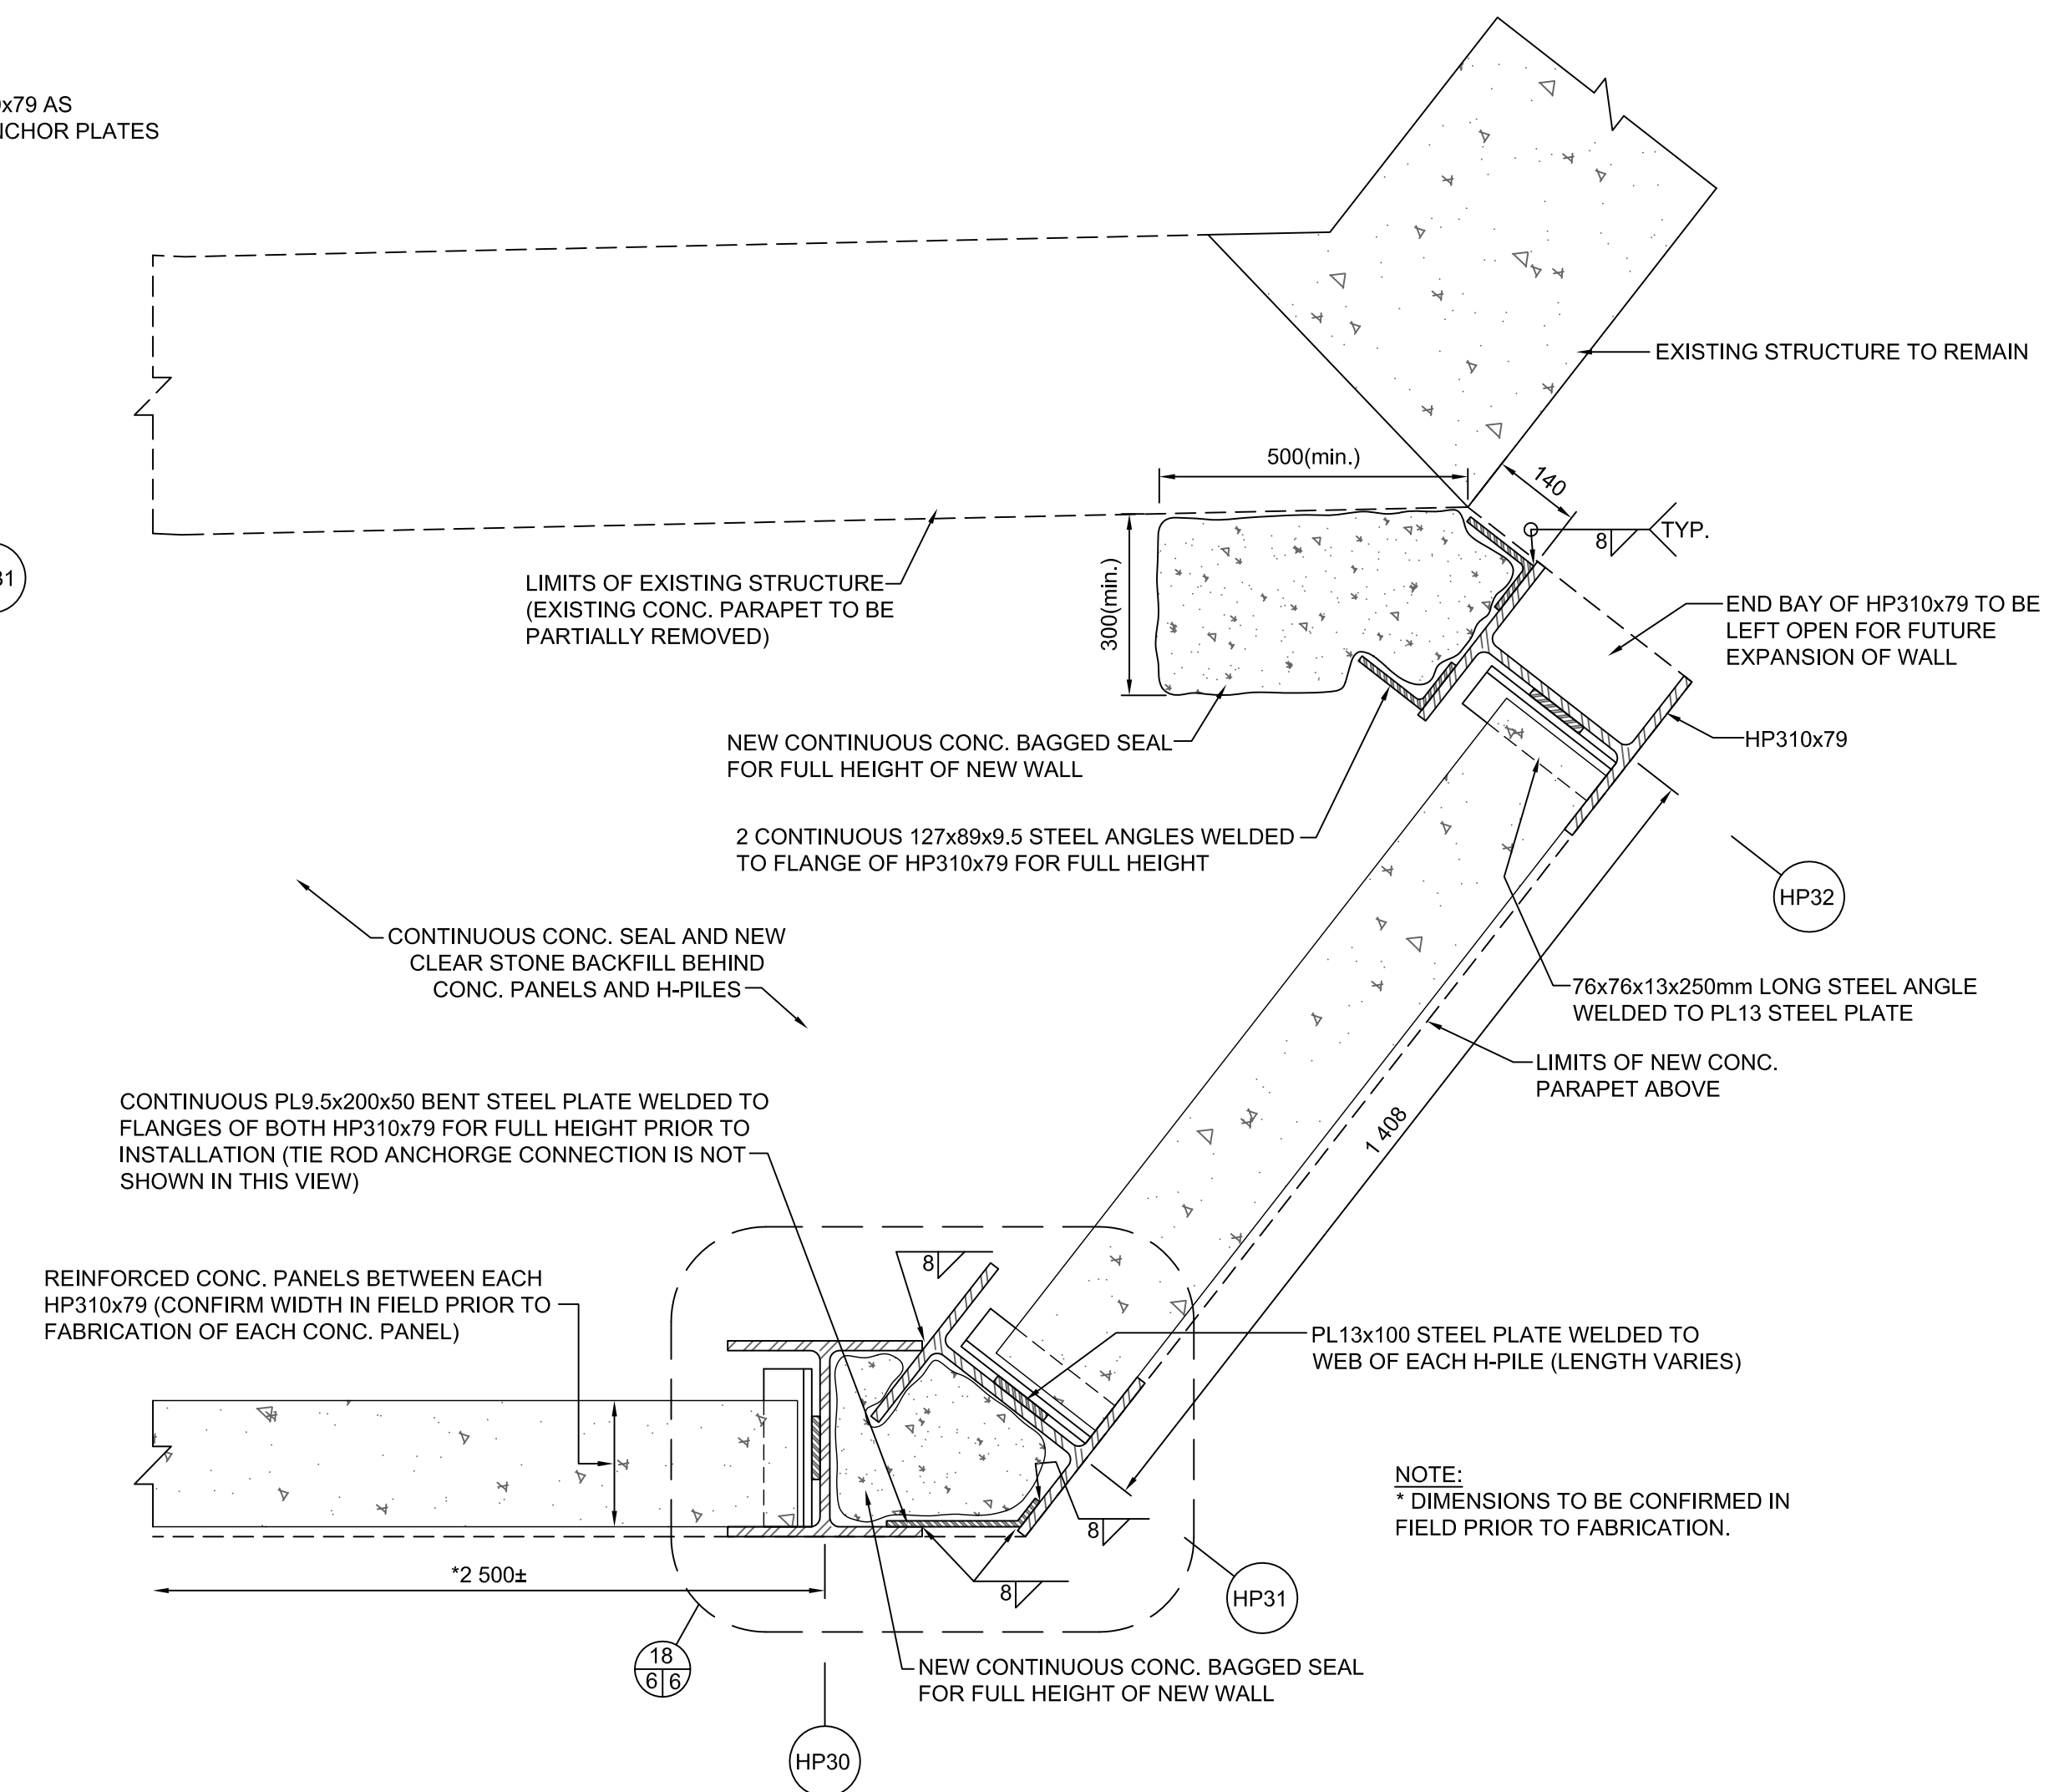 x79 AS
NCHOR PLATES
EXISTING STRUCTURE TO REMAIN
500(min.)
140
8
TYP.
LIMITS OF EXISTING STRUCTURE
(EXISTING CONC. PARAPET TO BE
PARTIALLY REMOVED)
300(min.)
END BAY OF HP310x79 TO BE
LEFT OPEN FOR FUTURE
EXPANSION OF WALL
NEW CONTINUOUS CONC. BAGGED SEAL
FOR FULL HEIGHT OF NEW WALL
HP310x79
2 CONTINUOUS 127x89x9.5 STEEL ANGLES WELDED
TO FLANGE OF HP310x79 FOR FULL HEIGHT
HP32
CONTINUOUS CONC. SEAL AND NEW
CLEAR STONE BACKFILL BEHIND
CONC. PANELS AND H-PILES
76x76x13x250mm LONG STEEL ANGLE
WELDED TO PL13 STEEL PLATE
LIMITS OF NEW CONC.
PARAPET ABOVE
1 408
CONTINUOUS PL9.5x200x50 BENT STEEL PLATE WELDED TO
FLANGES OF BOTH HP310x79 FOR FULL HEIGHT PRIOR TO
INSTALLATION (TIE ROD ANCHORGE CONNECTION IS NOT
SHOWN IN THIS VIEW)
8
REINFORCED CONC. PANELS BETWEEN EACH
HP310x79 (CONFIRM WIDTH IN FIELD PRIOR TO
FABRICATION OF EACH CONC. PANEL)
PL13x100 STEEL PLATE WELDED TO
WEB OF EACH H-PILE (LENGTH VARIES)
NOTE:
* DIMENSIONS TO BE CONFIRMED IN
FIELD PRIOR TO FABRICATION.
8
*2 500±
8
HP31
18
6 6
NEW CONTINUOUS CONC. BAGGED SEAL
FOR FULL HEIGHT OF NEW WALL
HP30